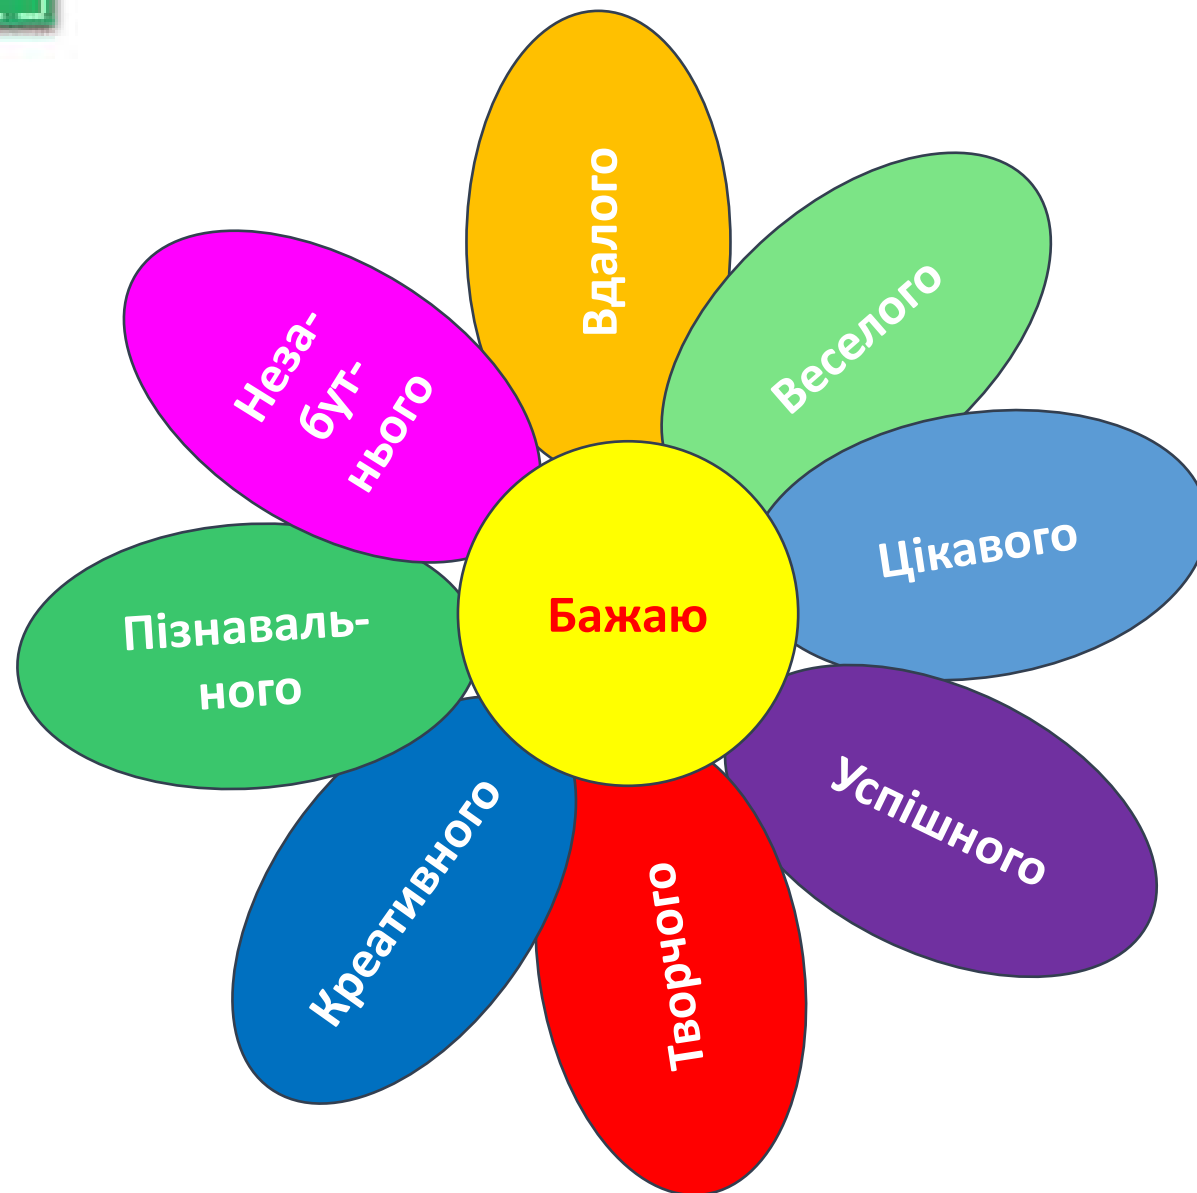 Вдалого
Веселого
Цікавого
Успішного
Творчого
Креативного
Пізнаваль-
ного
Неза-
бут-
нього
Бажаю